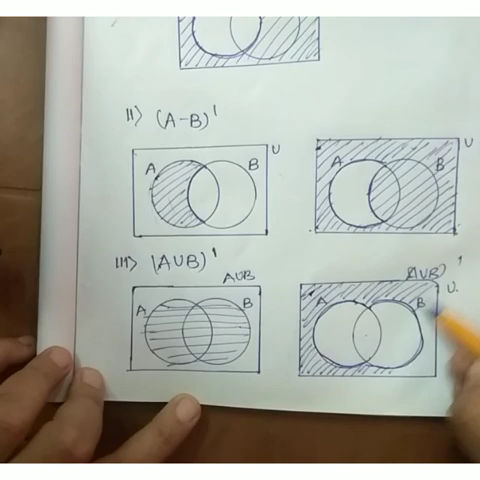 II) (A-B)'
A B U
A B U
III) (AUB)'
AUB
A B
(AUB)'
A B U.